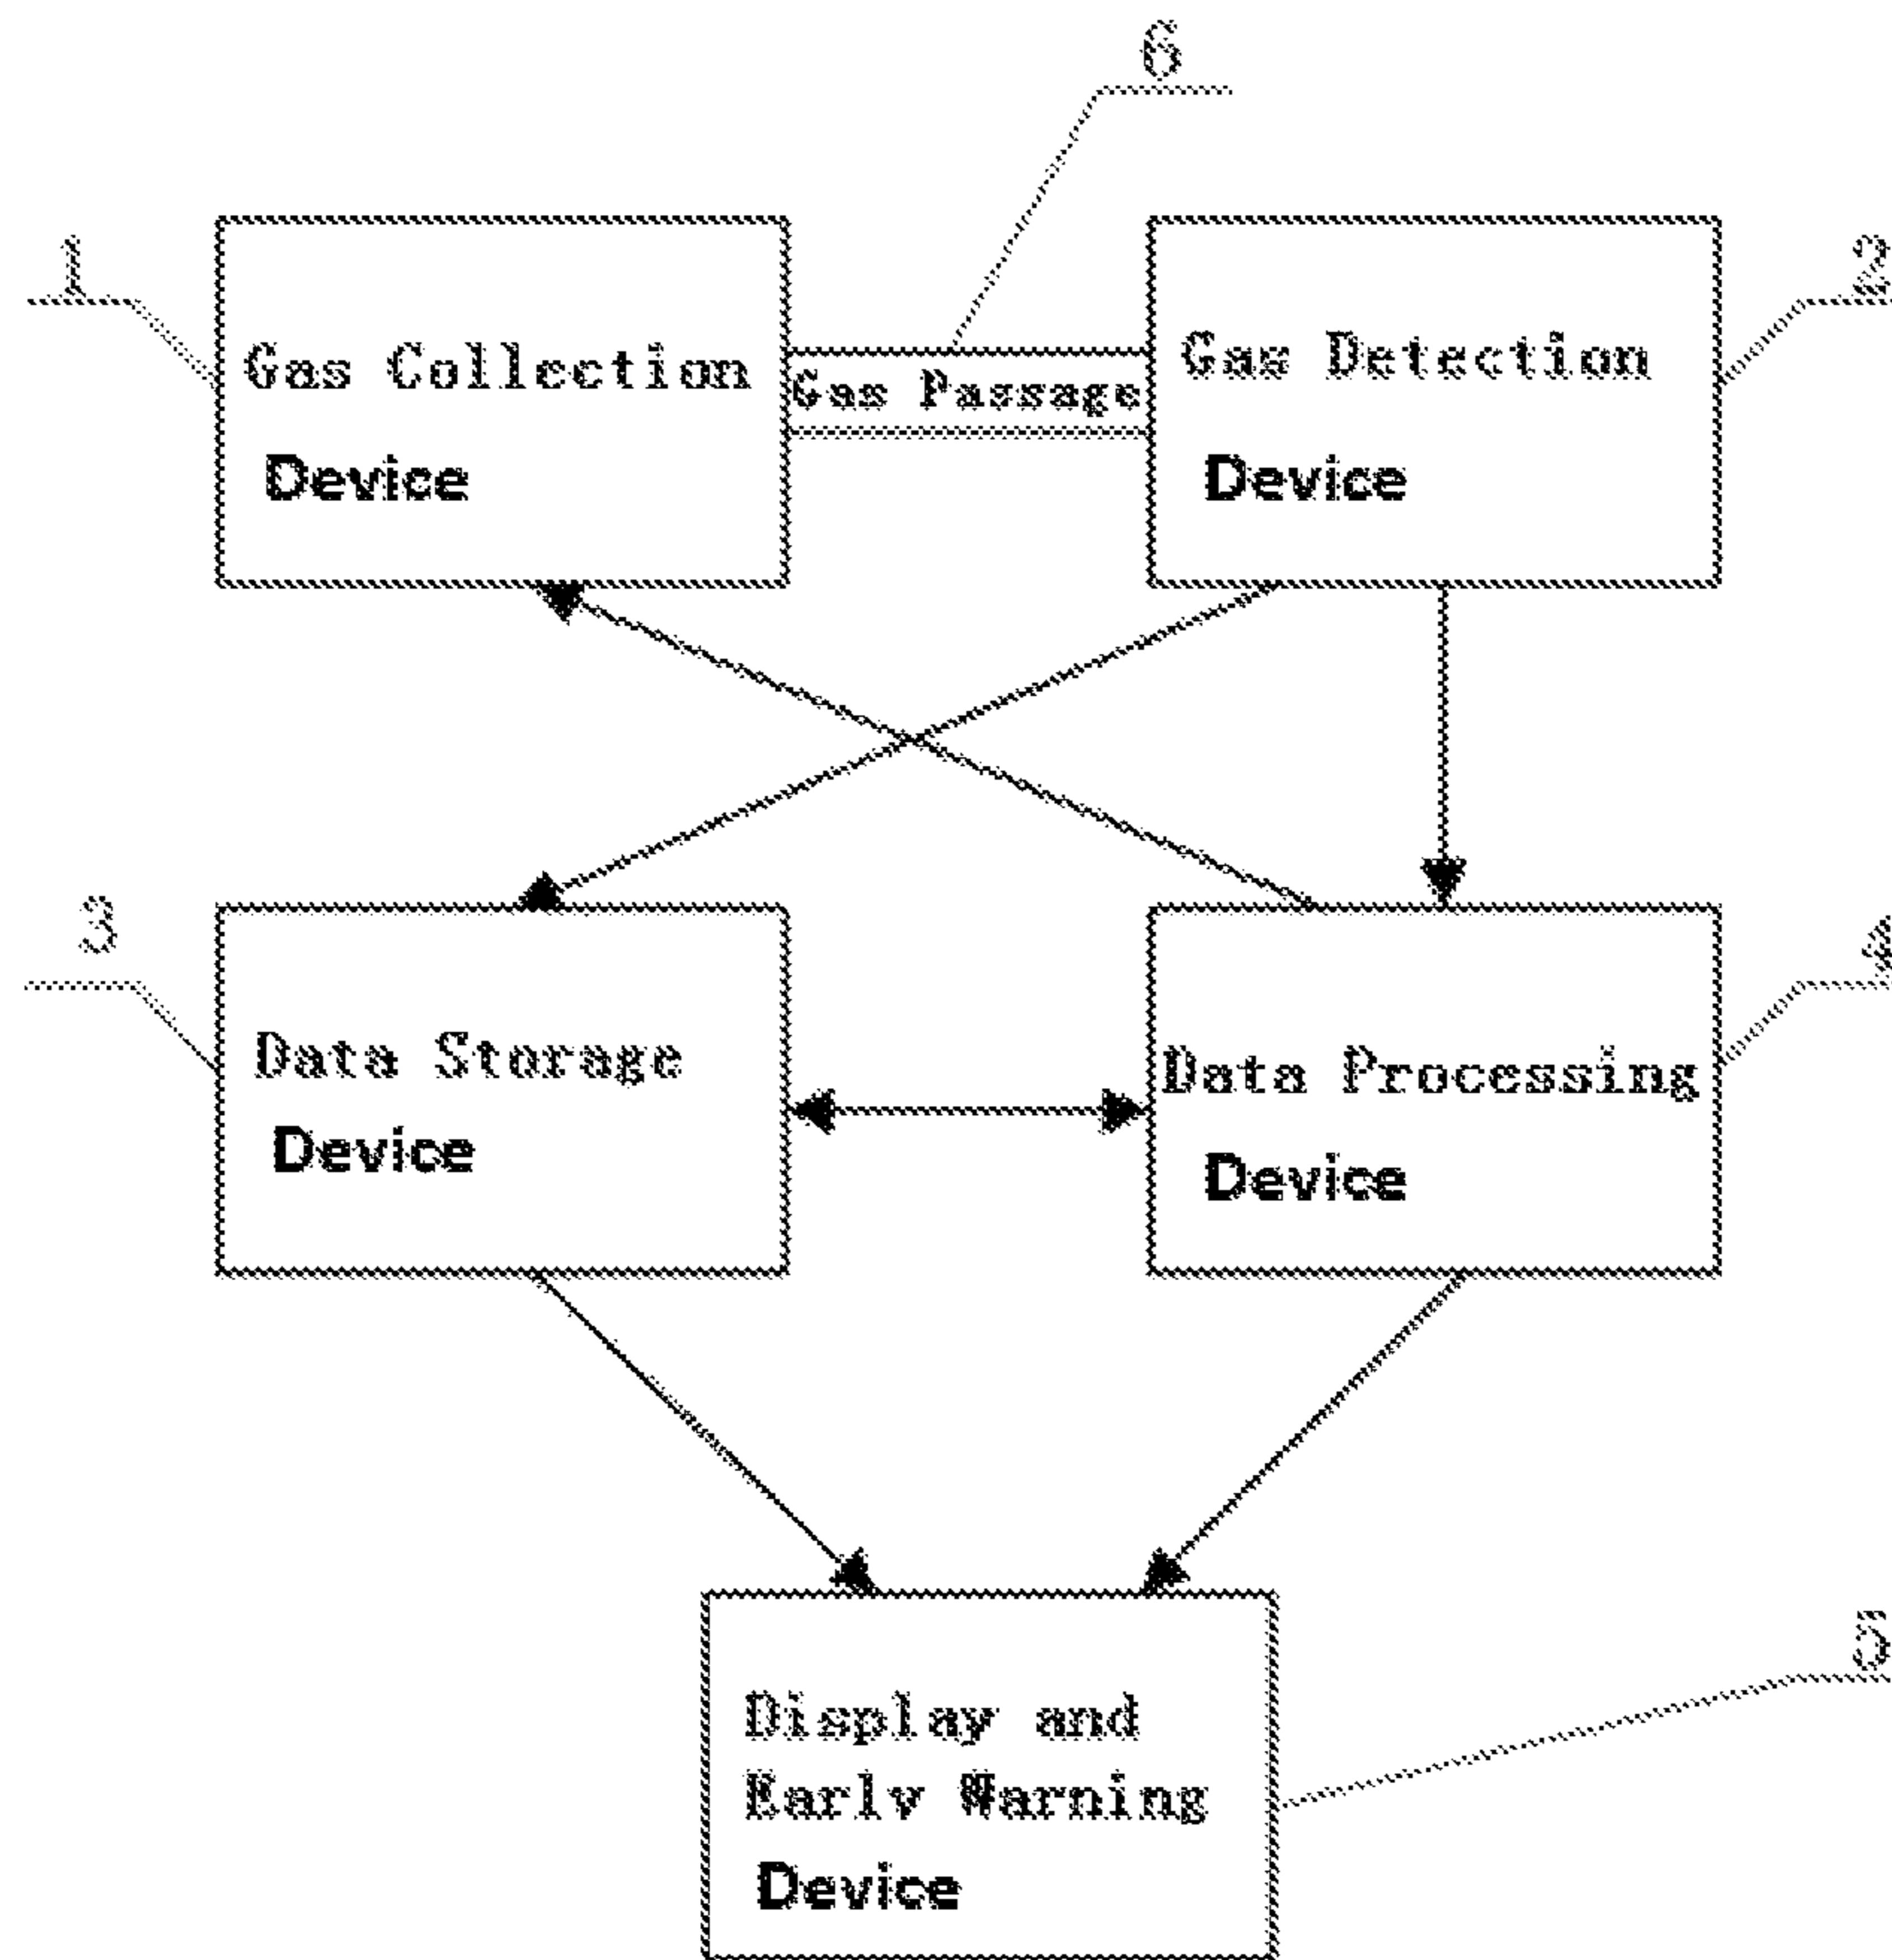 6
1
2
Gas Collection
Device
Gas Passage
Gas Detection
Device
3
4
Data Storage
Device
Data Processing
Device
5
Display and
Early Warning
Device